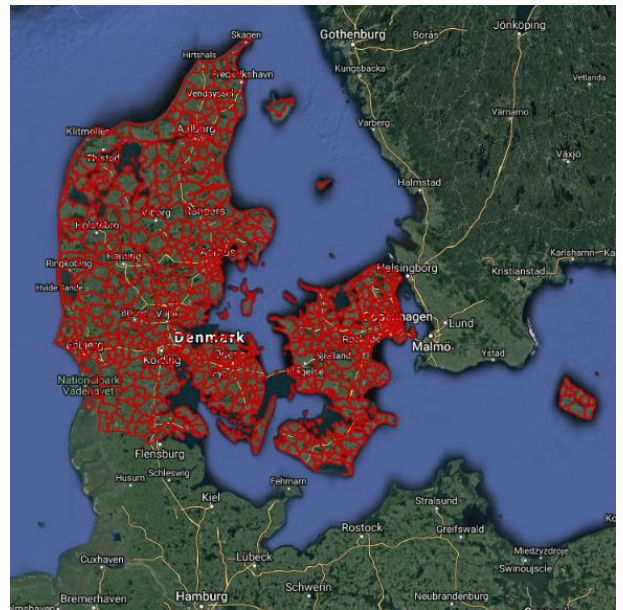 Skagen
Gothenburg
Borås
Jönköping
Hirtshals
Kungsbacka
Frederikshavn
Vendsyssel
Vetlanda
Klitmøller
Aalborg
Varberg
Värnamo
Thisted
Växjö
Halmstad
Viborg
Randers
Holstebro
Ringkøbing
Herning
Aarhus
Helsingborg
Karlshamn
Kristianstad
Hvide Sande
Vejle
Copenhagen
Lund
Denmark
Malmö
Esbjerg
Odense
Roskilde
Ystad
Kolding
Sjælland
Nationalpark
Vadehavet
Flensburg
Husum
Schleswig
Fehmarn
Kiel
Stralsund
Rostock
Greifswald
Cuxhaven
Lübeck
Międzyzdroje
Świnoujście
Bremerhaven
Hamburg
Schwerin
Neubrandenburg